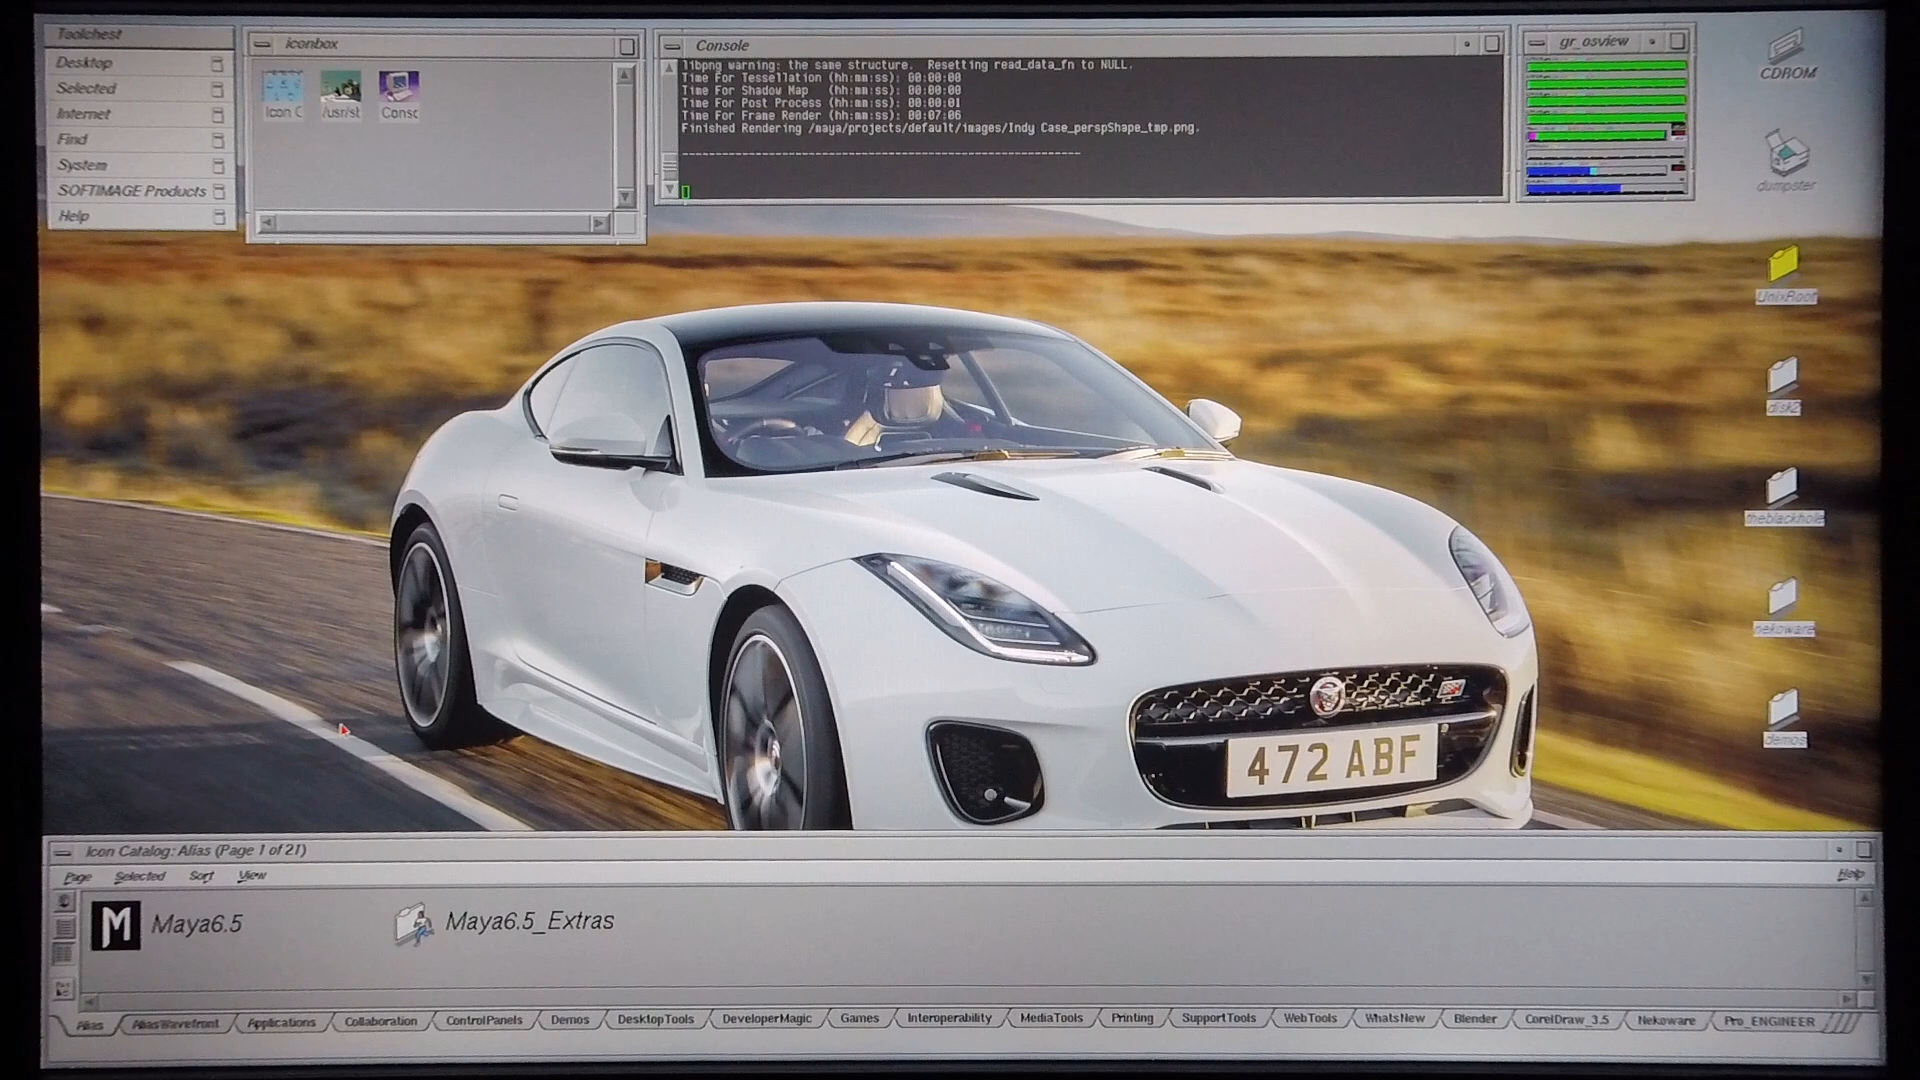 Toolchest
Desktop
Selected
Internet
Find
System
SOFTIMAGE Products
Help
iconbox
Icon C
/usr/st
Consc
Console
libpng warning: the same structure.  Resetting read_data_fn to NULL.
Time For Tessellation (hh:mm:ss): 00:00:00
Time For Shadow Map   (hh:mm:ss): 00:00:00
Time For Post Process (hh:mm:ss): 00:00:01
Time For Frame Render (hh:mm:ss): 00:07:06
Finished Rendering /maya/projects/default/images/Indy Case_perspShape_tmp.png.
gr_osview
CDROM
dumpster
UnixRoot
disk2
theblackhole
nekoware
demos
472 ABF
Icon Catalog: Alias (Page 1 of 21)
Page Selected Sort View Help
Maya6.5 Maya6.5_Extras
Alias AliasWavefront Applications Collaboration ControlPanels Demos DesktopTools DeveloperMagic Games Interoperability MediaTools Printing SupportTools WebTools WhatsNew Blender CorelDraw_3.5 Nekoware Pro_ENGINEER